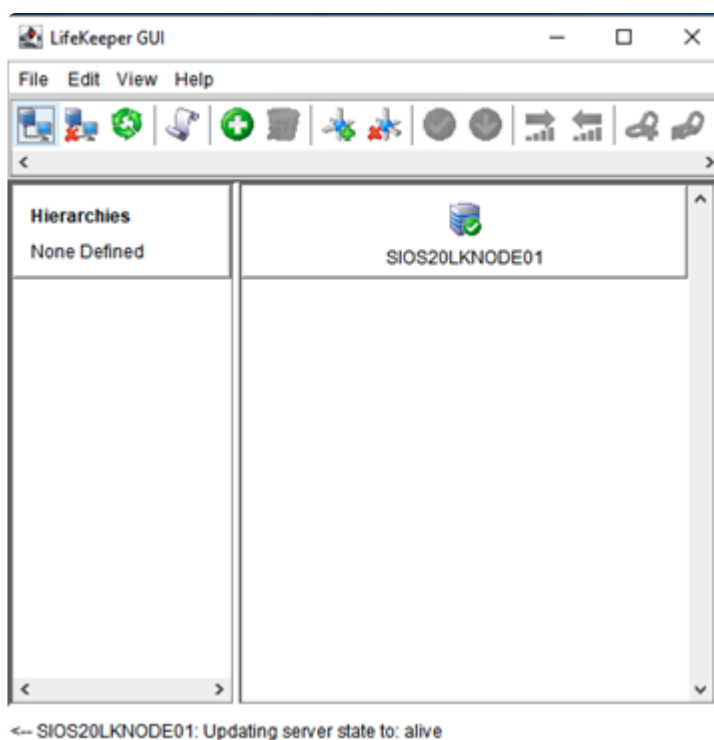 LifeKeeper GUI
File Edit View Help
Hierarchies
None Defined
SIOS20LKNODE01
<-- SIOS20LKNODE01: Updating server state to: alive